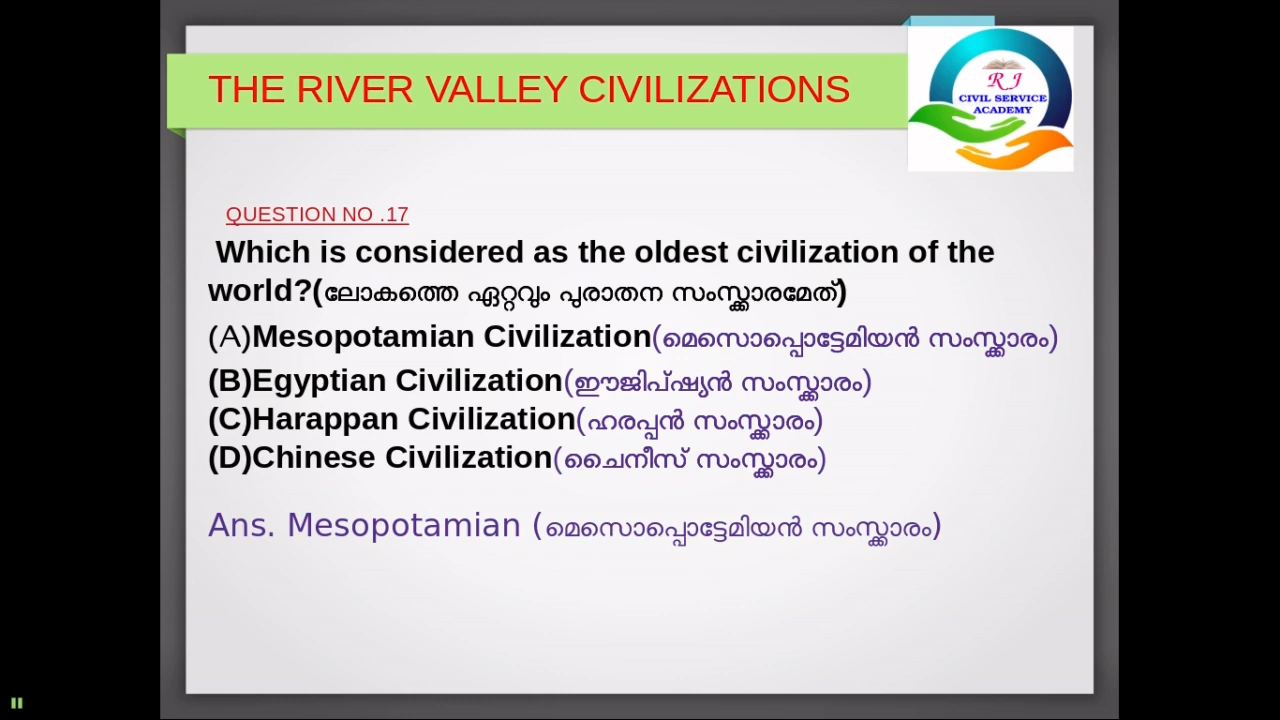 THE RIVER VALLEY CIVILIZATIONS
R J
CIVIL SERVICE
ACADEMY
QUESTION NO .17
Which is considered as the oldest civilization of the
world?(ലോകത്തെ ഏറ്റവും പുരാതന സംസ്ക്കാരമേത്)
(A)Mesopotamian Civilization(മെസൊപ്പൊട്ടേമിയൻ സംസ്ക്കാരം)
(B)Egyptian Civilization(ഈജിപ്ഷ്യൻ സംസ്ക്കാരം)
(C)Harappan Civilization(ഹരപ്പൻ സംസ്ക്കാരം)
(D)Chinese Civilization(ചൈനീസ് സംസ്ക്കാരം)
Ans. Mesopotamian (മെസൊപ്പൊട്ടേമിയൻ സംസ്ക്കാരം)